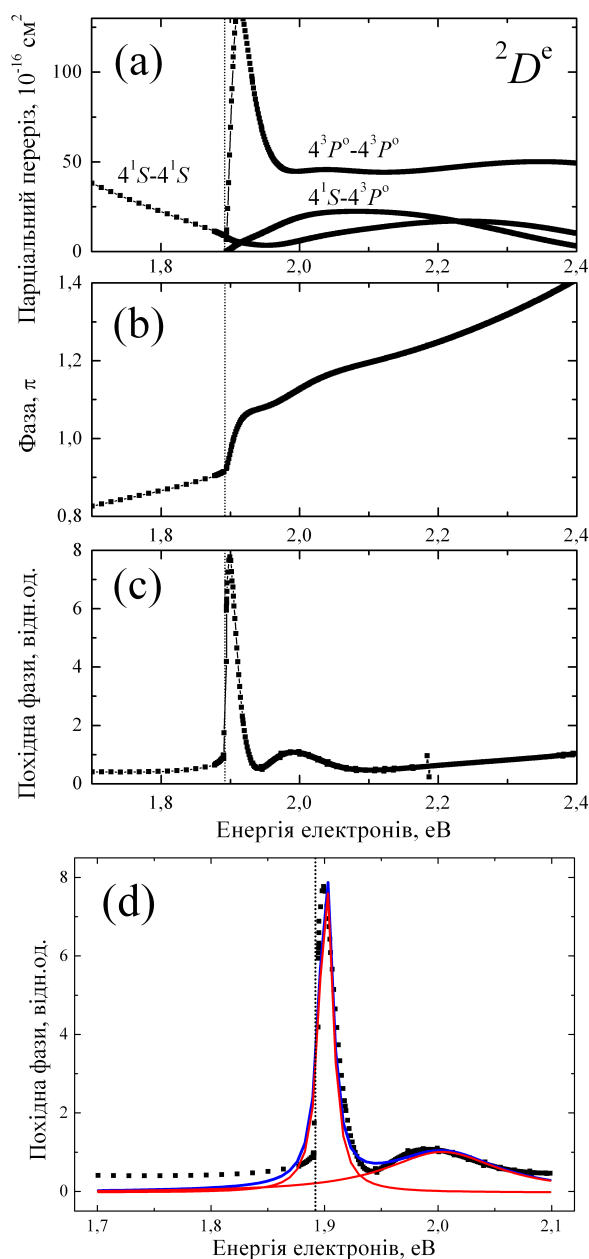 (a)
²Dᵉ
Парціальний переріз, 10⁻¹⁶ см²
100
50
0
4¹S-4¹S
4³Pᵒ-4³Pᵒ
4¹S-4³Pᵒ
1,8 2,0 2,2 2,4
(b)
Фаза, π
1,4
1,2
1,0
0,8
1,8 2,0 2,2 2,4
(c)
Похідна фази, відн.од.
8
6
4
2
0
1,8 2,0 2,2 2,4
Енергія електронів, еВ
(d)
Похідна фази, відн.од.
8
6
4
2
0
1,7 1,8 1,9 2,0 2,1
Енергія електронів, еВ